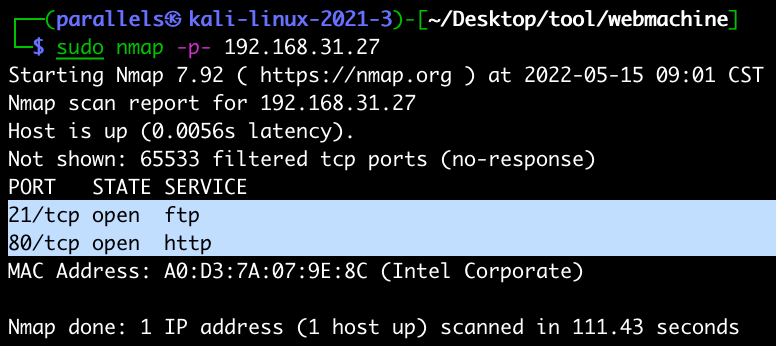 ┌──(parallels㉿kali-linux-2021-3)-[~/Desktop/tool/webmachine]
└─$ sudo nmap -p- 192.168.31.27
Starting Nmap 7.92 ( https://nmap.org ) at 2022-05-15 09:01 CST
Nmap scan report for 192.168.31.27
Host is up (0.0056s latency).
Not shown: 65533 filtered tcp ports (no-response)
PORT   STATE SERVICE
21/tcp open  ftp
80/tcp open  http
MAC Address: A0:D3:7A:07:9E:8C (Intel Corporate)
Nmap done: 1 IP address (1 host up) scanned in 111.43 seconds